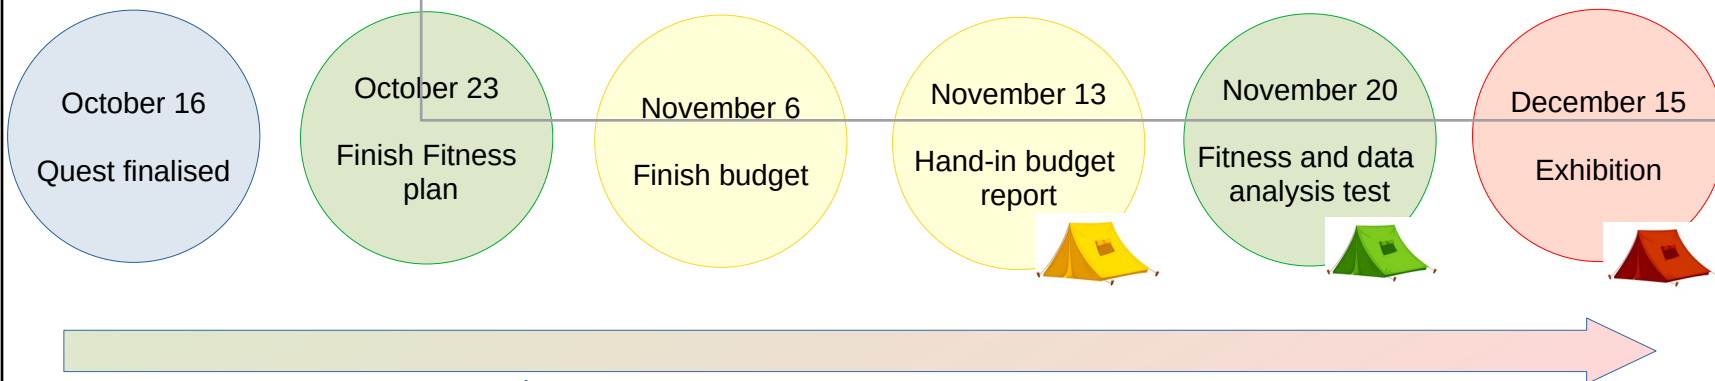 October 16
Quest finalised
October 23
Finish Fitness
plan
November 6
Finish budget
November 13
Hand-in budget
report
November 20
Fitness and data
analysis test
December 15
Exhibition